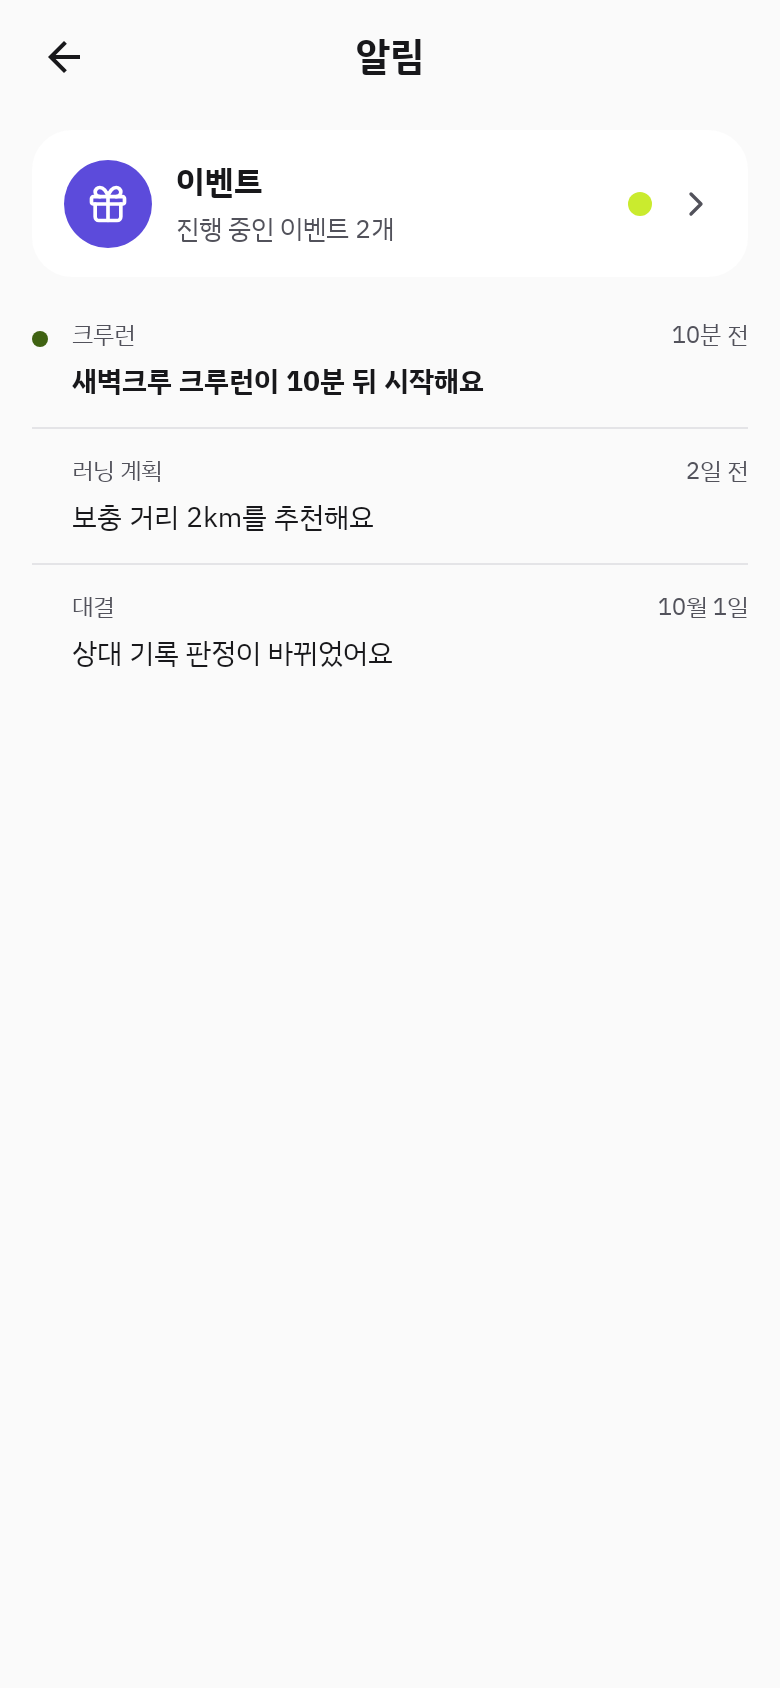 알림
이벤트
진행 중인 이벤트 2개
크루런 10분 전
새벽크루 크루런이 10분 뒤 시작해요
러닝 계획 2일 전
보충 거리 2km를 추천해요
대결 10월 1일
상대 기록 판정이 바뀌었어요